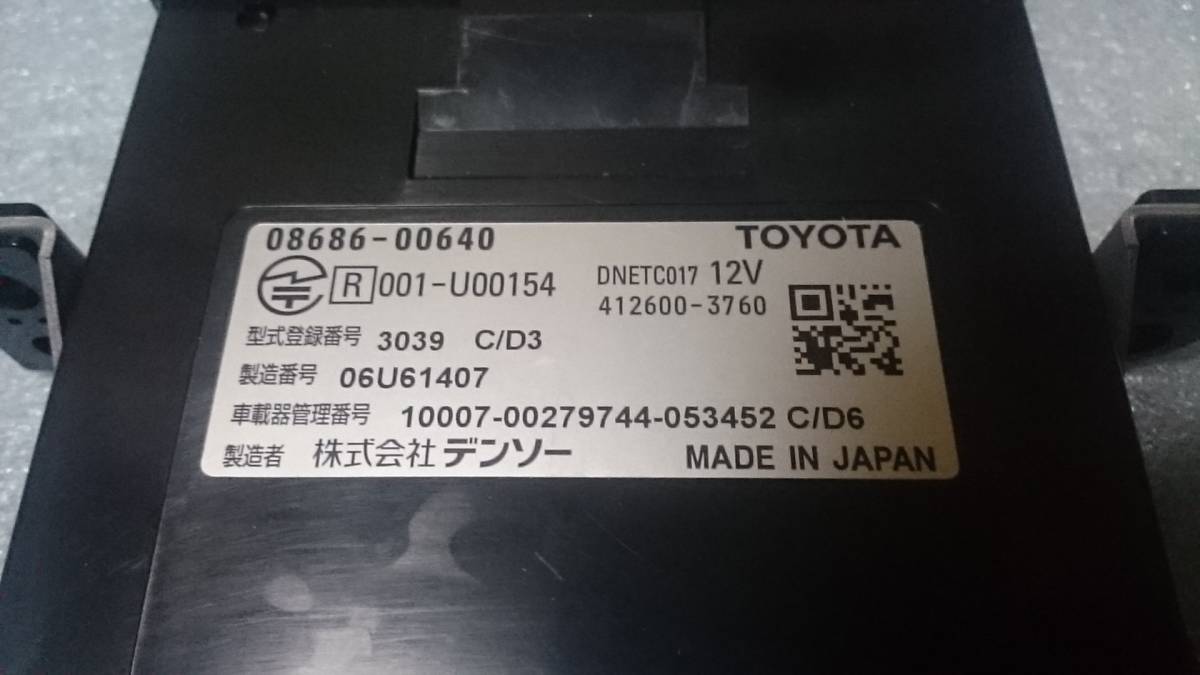 08686-00640 TOYOTA
R 001-U00154 DNETC017 12V
412600-3760
型式登録番号 3039 C/D3
製造番号 06U61407
車載器管理番号 10007-00279744-053452 C/D6
製造者 株式会社 デンソー MADE IN JAPAN